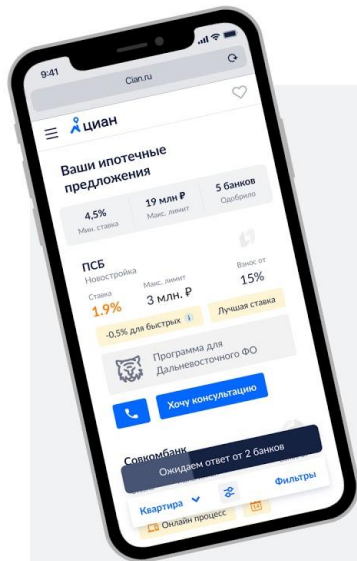 9:41
Cian.ru
циан
Ваши ипотечные
предложения
4,5% 19 млн ₽ 5 банков
Мин. ставка Макс. лимит Одобрило
ПСБ
Новостройка
Ставка Макс. лимит Взнос от
1.9% 3 млн. ₽ 15%
-0,5% для быстрых Лучшая ставка
Программа для
Дальневосточного ФО
Хочу консультацию
Совкомбанк
Ожидаем ответ от 2 банков
Квартира Фильтры
Онлайн процесс